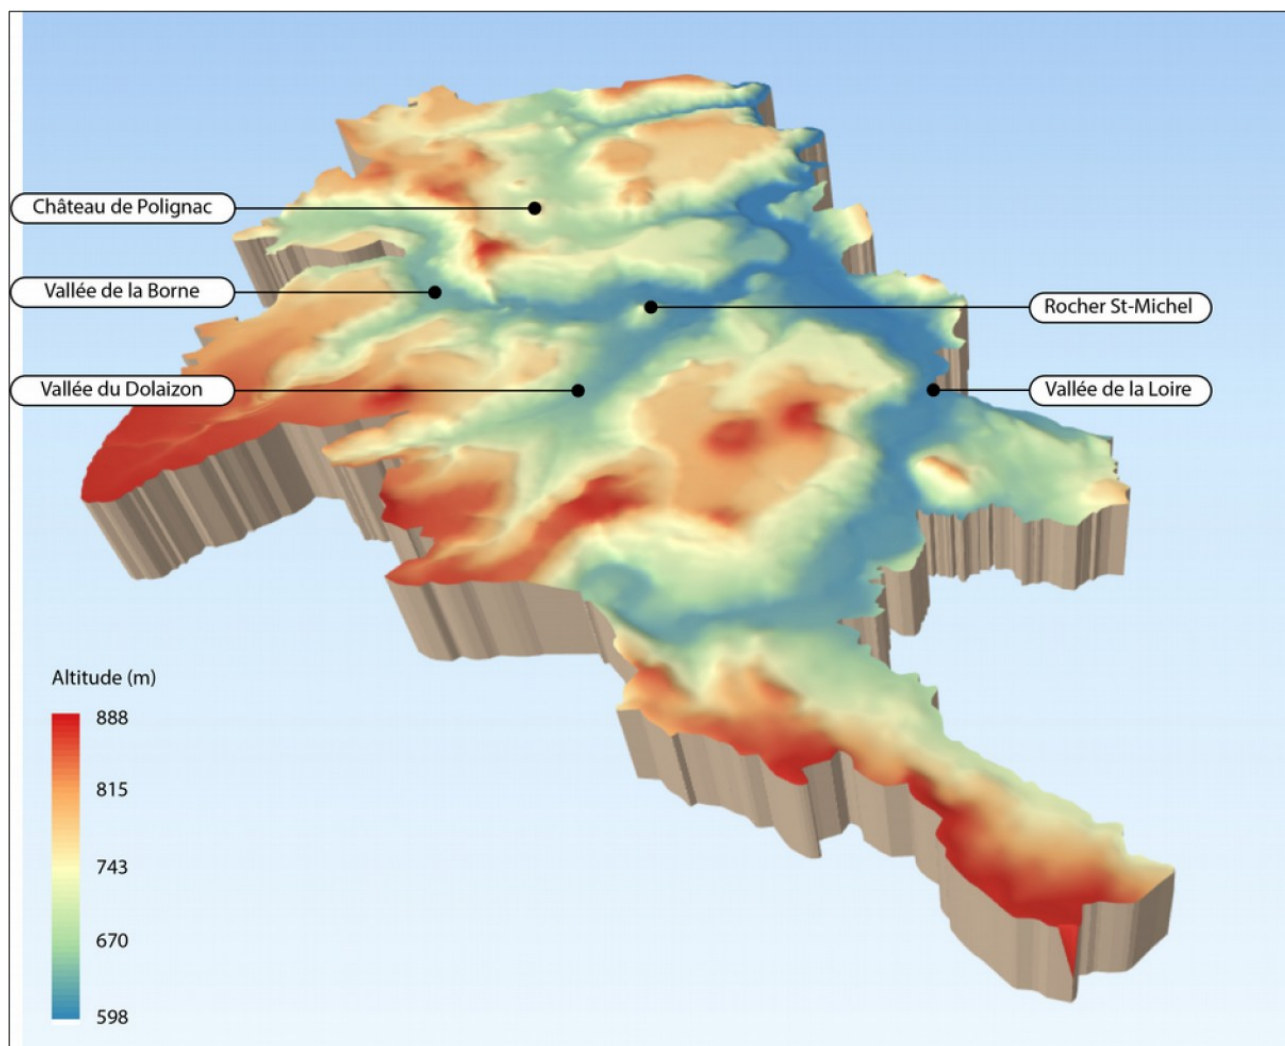 Château de Polignac
Vallée de la Borne
Rocher St-Michel
Vallée du Dolaizon
Vallée de la Loire
Altitude (m)
888
815
743
670
598